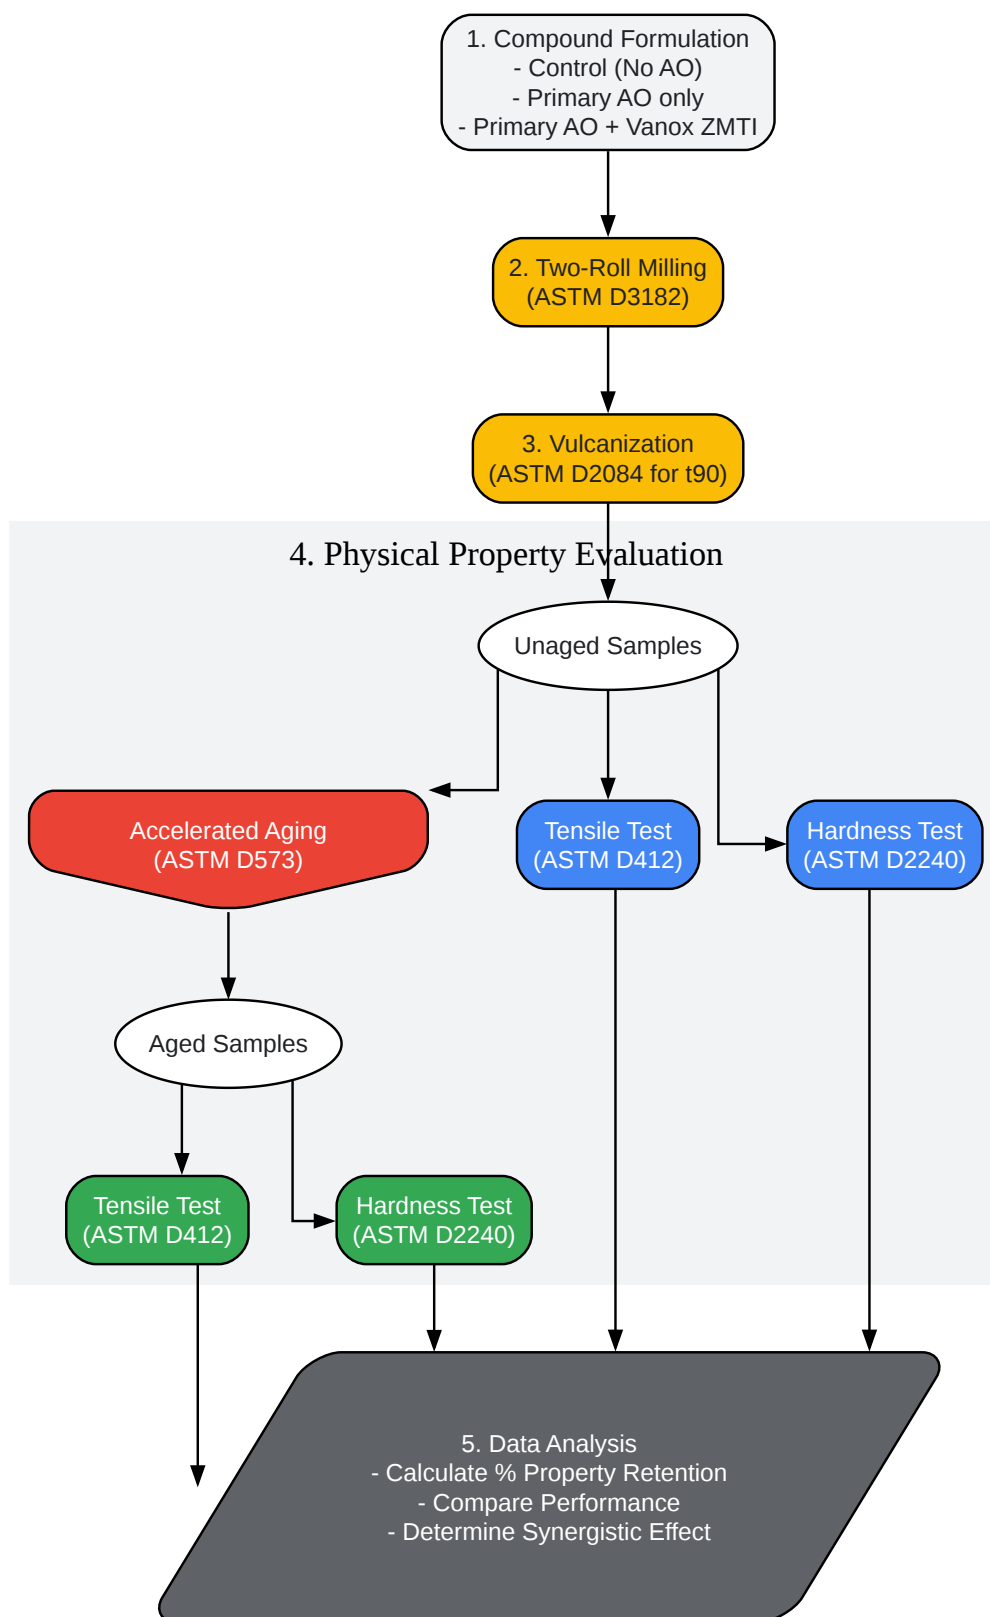 1. Compound Formulation
- Control (No AO)
- Primary AO only
- Primary AO + Vanox ZMTI
2. Two-Roll Milling
(ASTM D3182)
3. Vulcanization
(ASTM D2084 for t90)
4. Physical Property Evaluation
Unaged Samples
Accelerated Aging
(ASTM D573)
Tensile Test
(ASTM D412)
Hardness Test
(ASTM D2240)
Aged Samples
Tensile Test
(ASTM D412)
Hardness Test
(ASTM D2240)
5. Data Analysis
- Calculate % Property Retention
- Compare Performance
- Determine Synergistic Effect